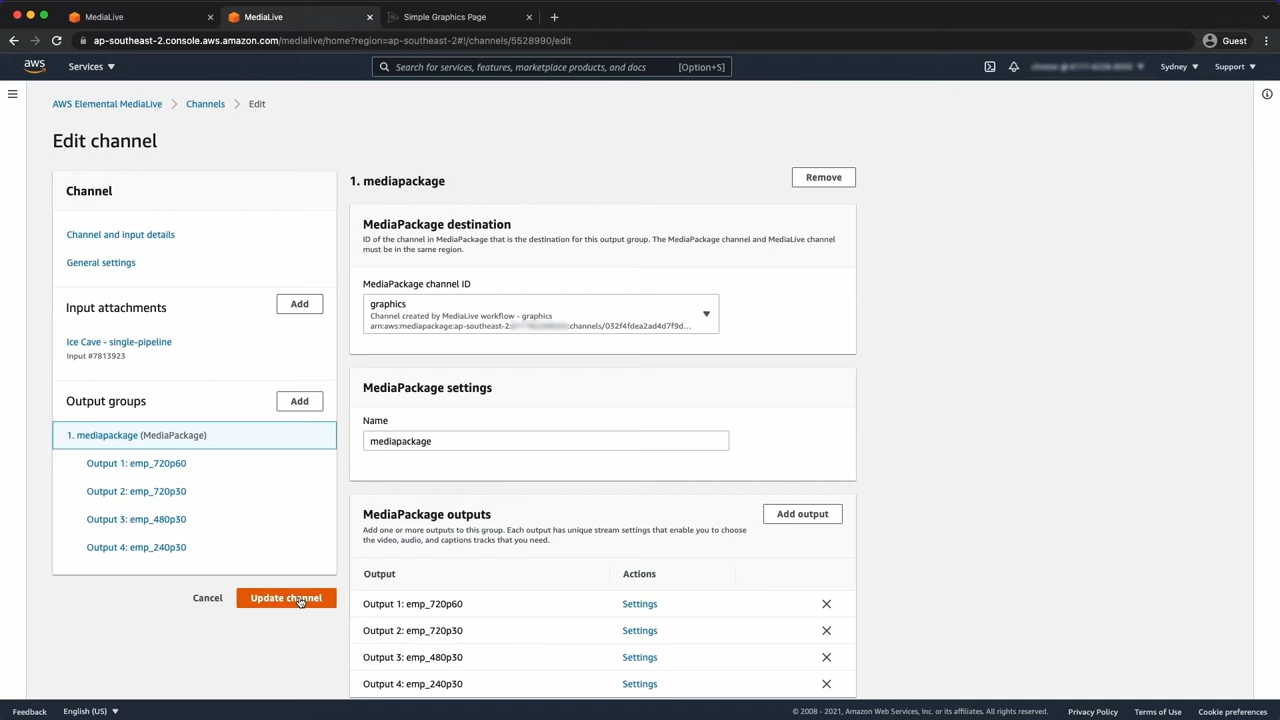 MediaLive
MediaLive
Simple Graphics Page
ap-southeast-2.console.aws.amazon.com/medialive/home?region=ap-southeast-2#!/channels/5528990/edit
Guest
aws
Services
Search for services, features, marketplace products, and docs
[Option+S]
Sydney
Support
AWS Elemental MediaLive
Channels
Edit
Edit channel
Channel
Channel and input details
General settings
Input attachments
Add
Ice Cave - single-pipeline
Input #7813923
Output groups
Add
1. mediapackage (MediaPackage)
Output 1: emp_720p60
Output 2: emp_720p30
Output 3: emp_480p30
Output 4: emp_240p30
Cancel
Update channel
1. mediapackage
Remove
MediaPackage destination
ID of the channel in MediaPackage that is the destination for this output group. The MediaPackage channel and MediaLive channel
must be in the same region.
MediaPackage channel ID
graphics
Channel created by MediaLive workflow - graphics
arn:aws:mediapackage:ap-southeast-2: :channels/032f4fdea2ad4d7f9d...
MediaPackage settings
Name
mediapackage
MediaPackage outputs
Add output
Add one or more outputs to this group. Each output has unique stream settings that enable you to choose
the video, audio, and captions tracks that you need.
Output
Actions
Output 1: emp_720p60
Settings
Output 2: emp_720p30
Settings
Output 3: emp_480p30
Settings
Output 4: emp_240p30
Settings
Feedback
English (US)
© 2008 - 2021, Amazon Web Services, Inc. or its affiliates. All rights reserved.
Privacy Policy
Terms of Use
Cookie preferences